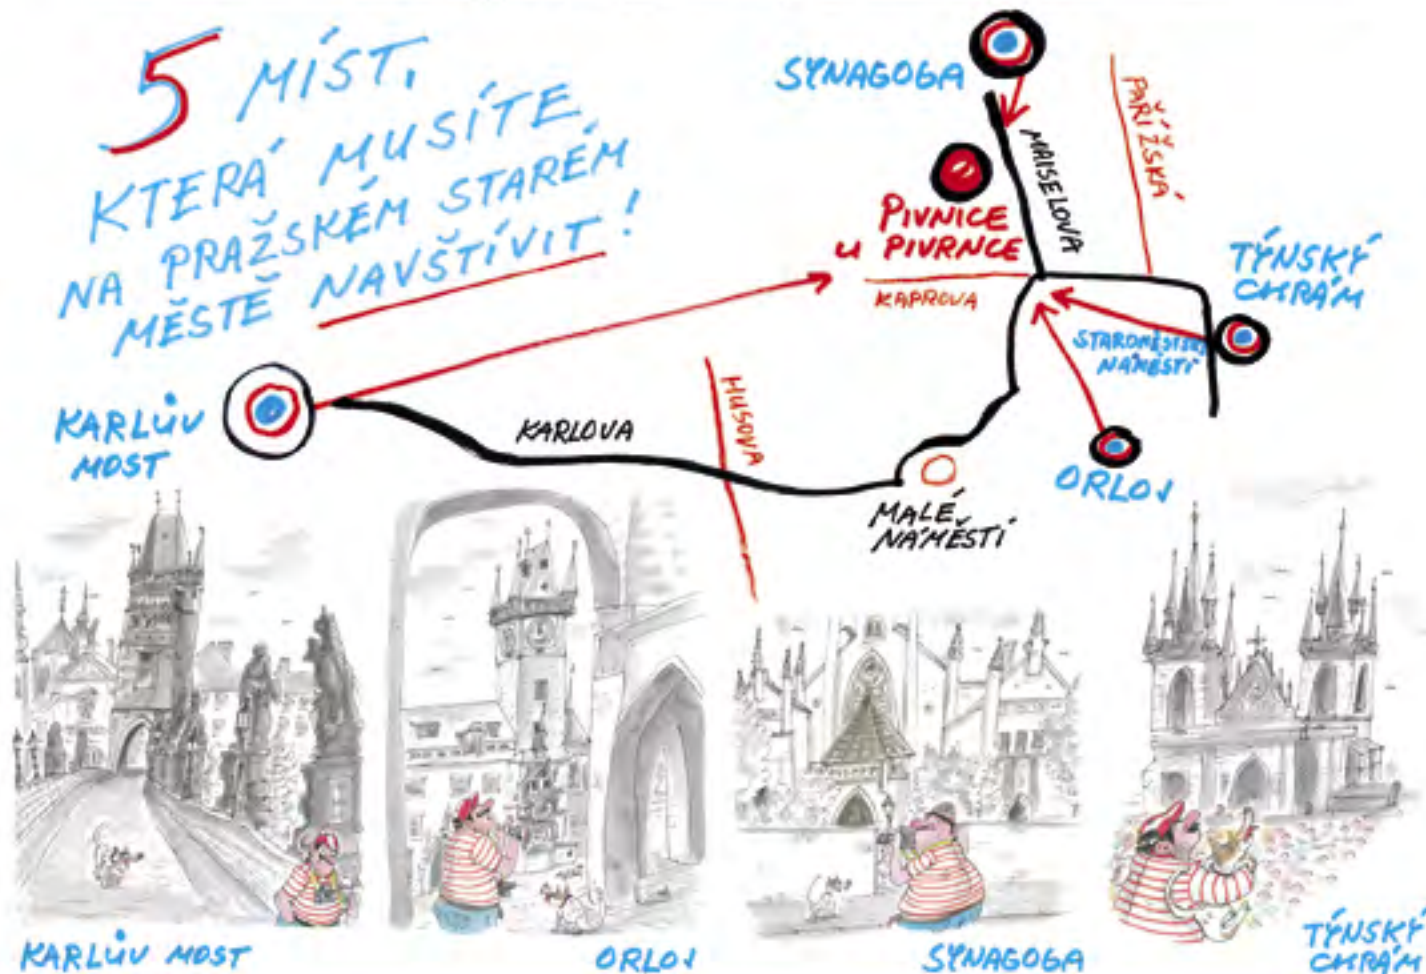 5 MÍST,
KTERÁ MUSÍTE
NA PRAŽSKÉM STARÉM
MĚSTĚ NAVŠTÍVIT!
SYNAGOGA
PAŘÍŽSKÁ
MAISELOVA
PIVNICE
u PIVRNCE
KAPROVA
TÝNSKÝ
CHRÁM
STAROMĚSTSKÉ
NÁMĚSTÍ
KARLŮV
MOST
KARLOVA
HUSOVA
ORLOJ
MALÉ
NÁMĚSTÍ
KARLŮV MOST
ORLOJ
SYNAGOGA
TÝNSKÝ
CHRÁM